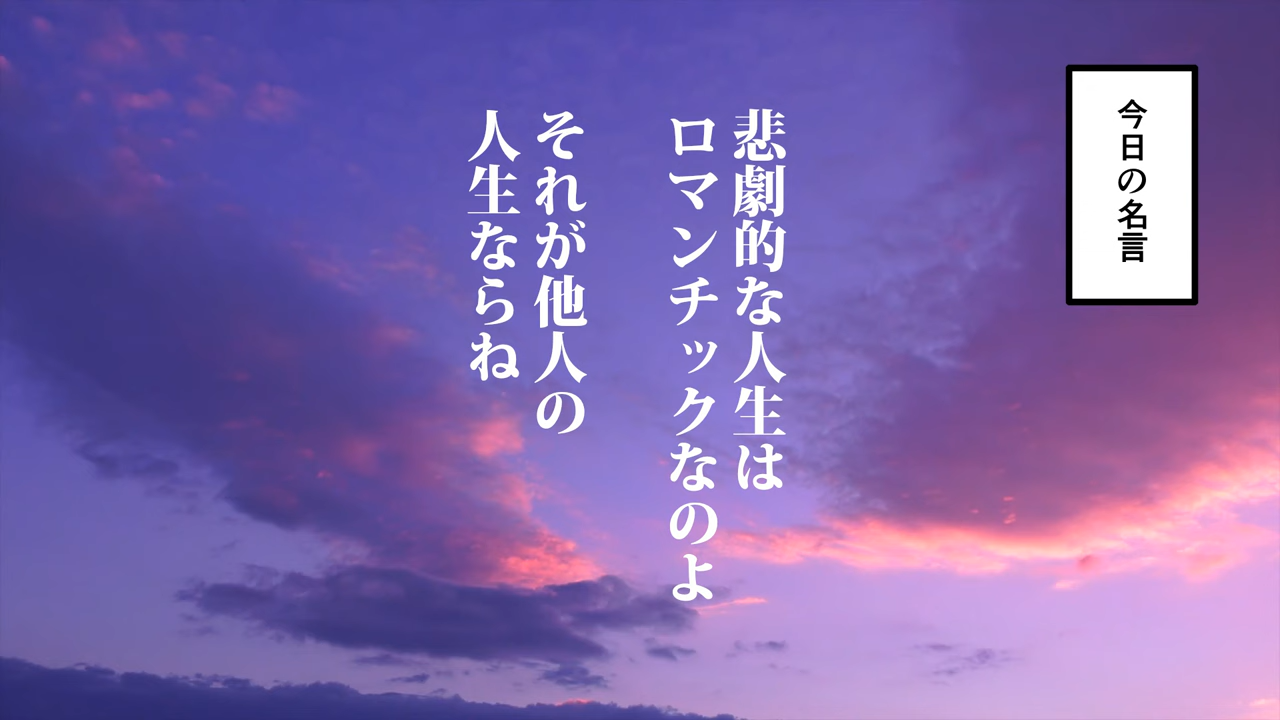 今日の名言
悲劇的な人生は
ロマンチックなのよ
それが他人の
人生ならね